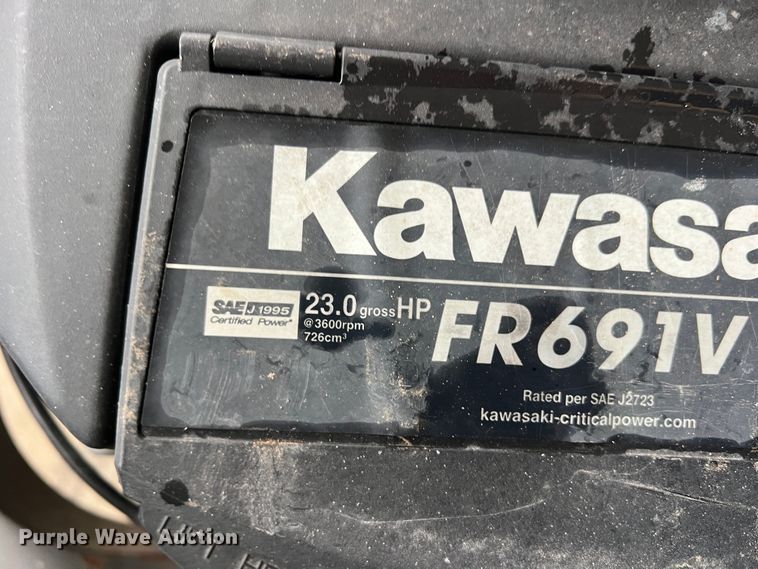 Kawasa
SAE J1995
Certified Power
23.0 gross HP
@ 3600rpm
726cm³
FR691V
Rated per SAE J2723
kawasaki-criticalpower.com
Purple Wave Auction